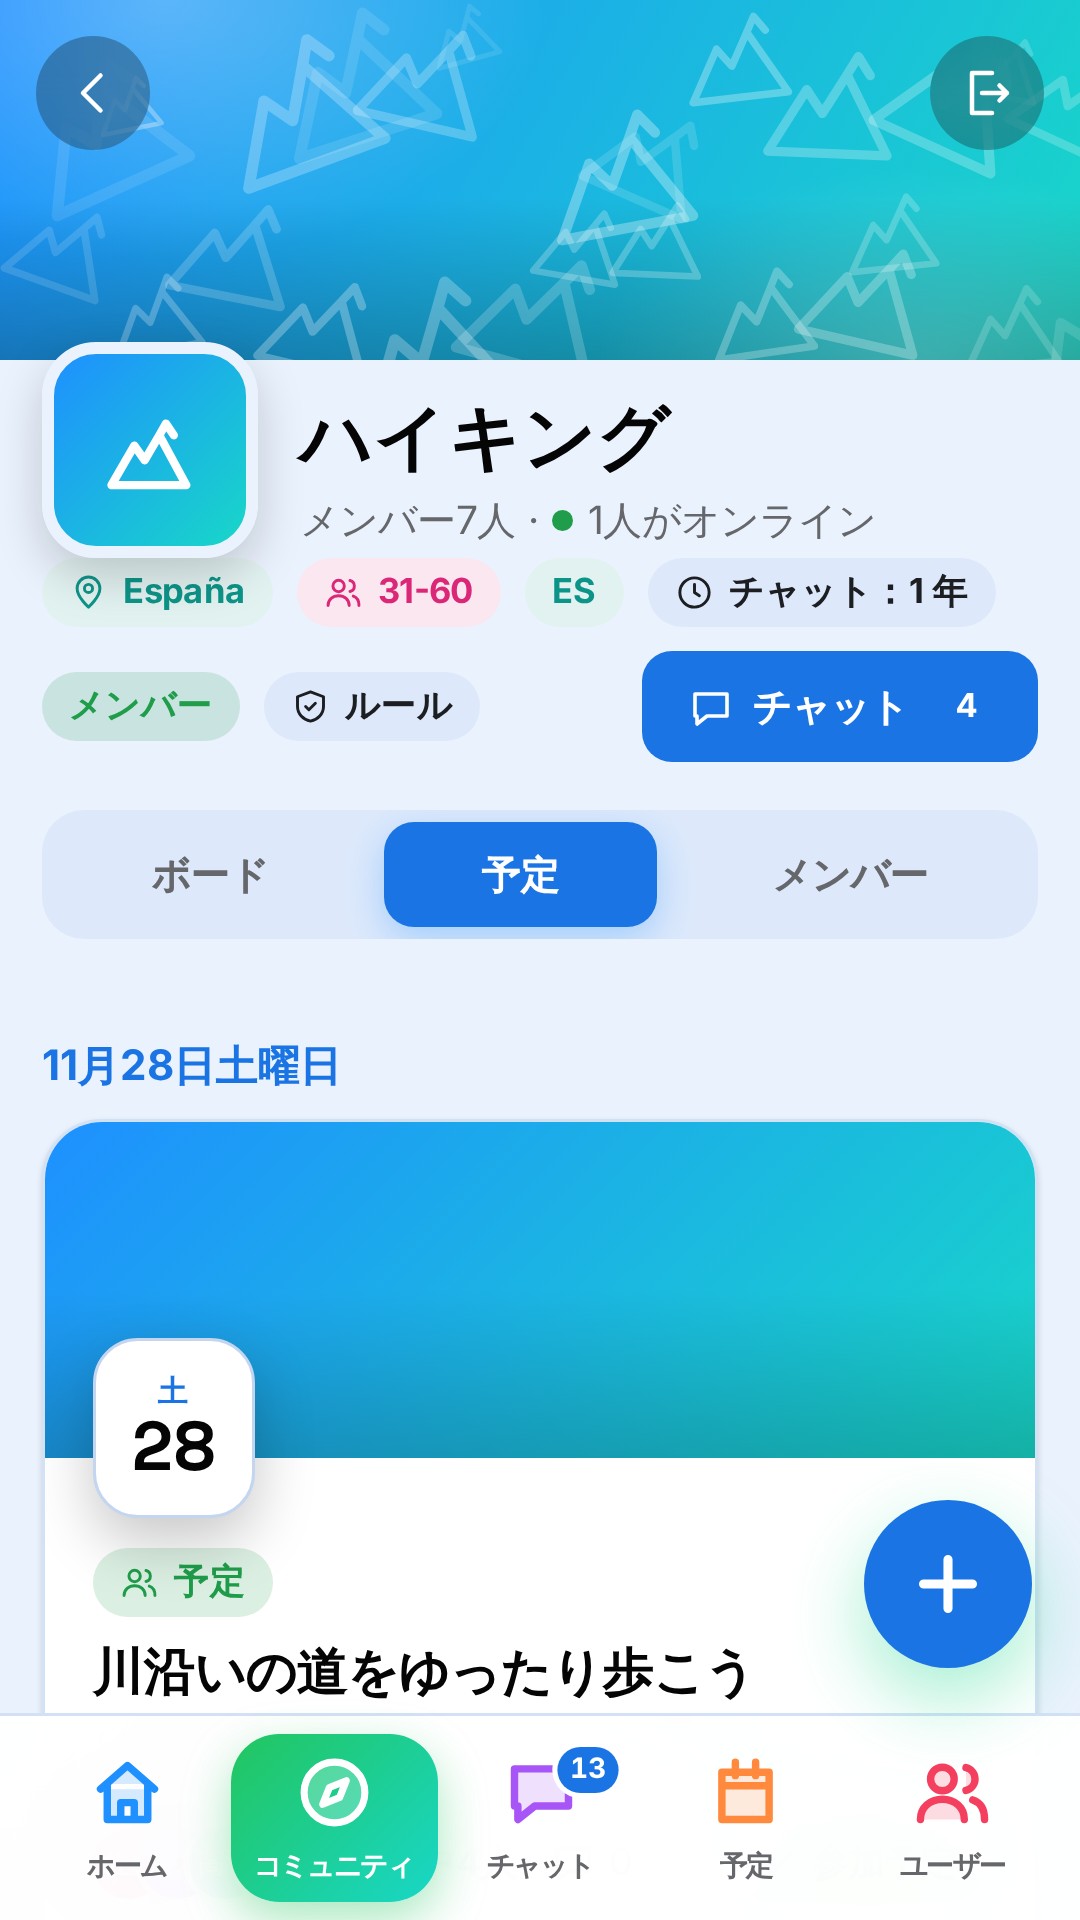 ハイキング
メンバー7人 · 1人がオンライン
España
31-60
ES
チャット：1 年
メンバー
ルール
チャット 4
ボード
予定
メンバー
11月28日土曜日
土
28
予定
川沿いの道をゆったり歩こう
13
ホーム
コミュニティ
チャット
予定
ユーザー